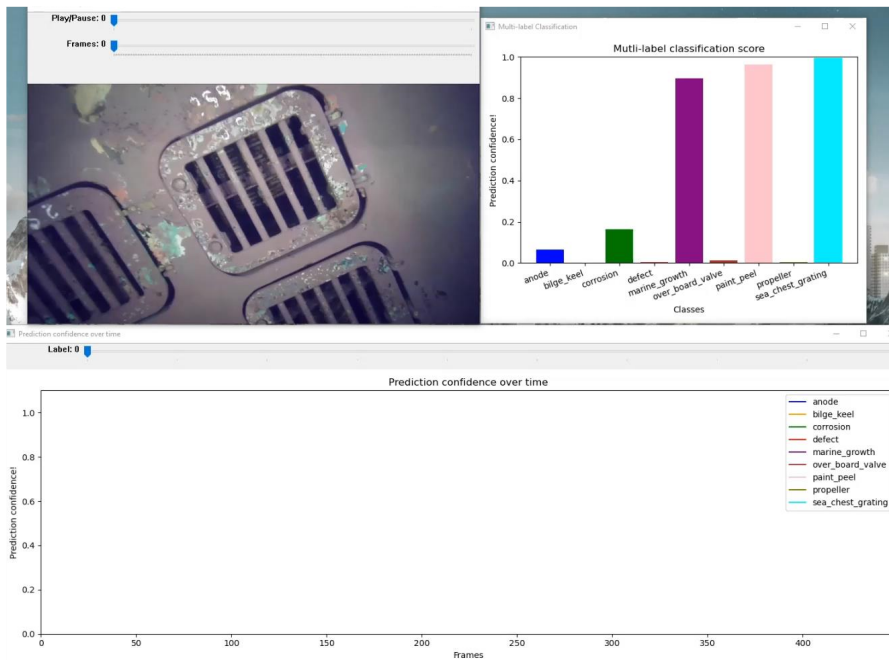 Play/Pause: 0
Frames: 0
Multi-label Classification
Mutli-label classification score
Prediction confidence!
1.0
0.8
0.6
0.4
0.2
0.0
anode
bilge_keel
corrosion
defect
marine_growth
over_board_valve
paint_peel
propeller
sea_chest_grating
Classes
Prediction confidence over time
Label: 0
Prediction confidence over time
Prediction confidence!
1.0
0.8
0.6
0.4
0.2
0.0
0 50 100 150 200 250 300 350 400
Frames
anode
bilge_keel
corrosion
defect
marine_growth
over_board_valve
paint_peel
propeller
sea_chest_grating